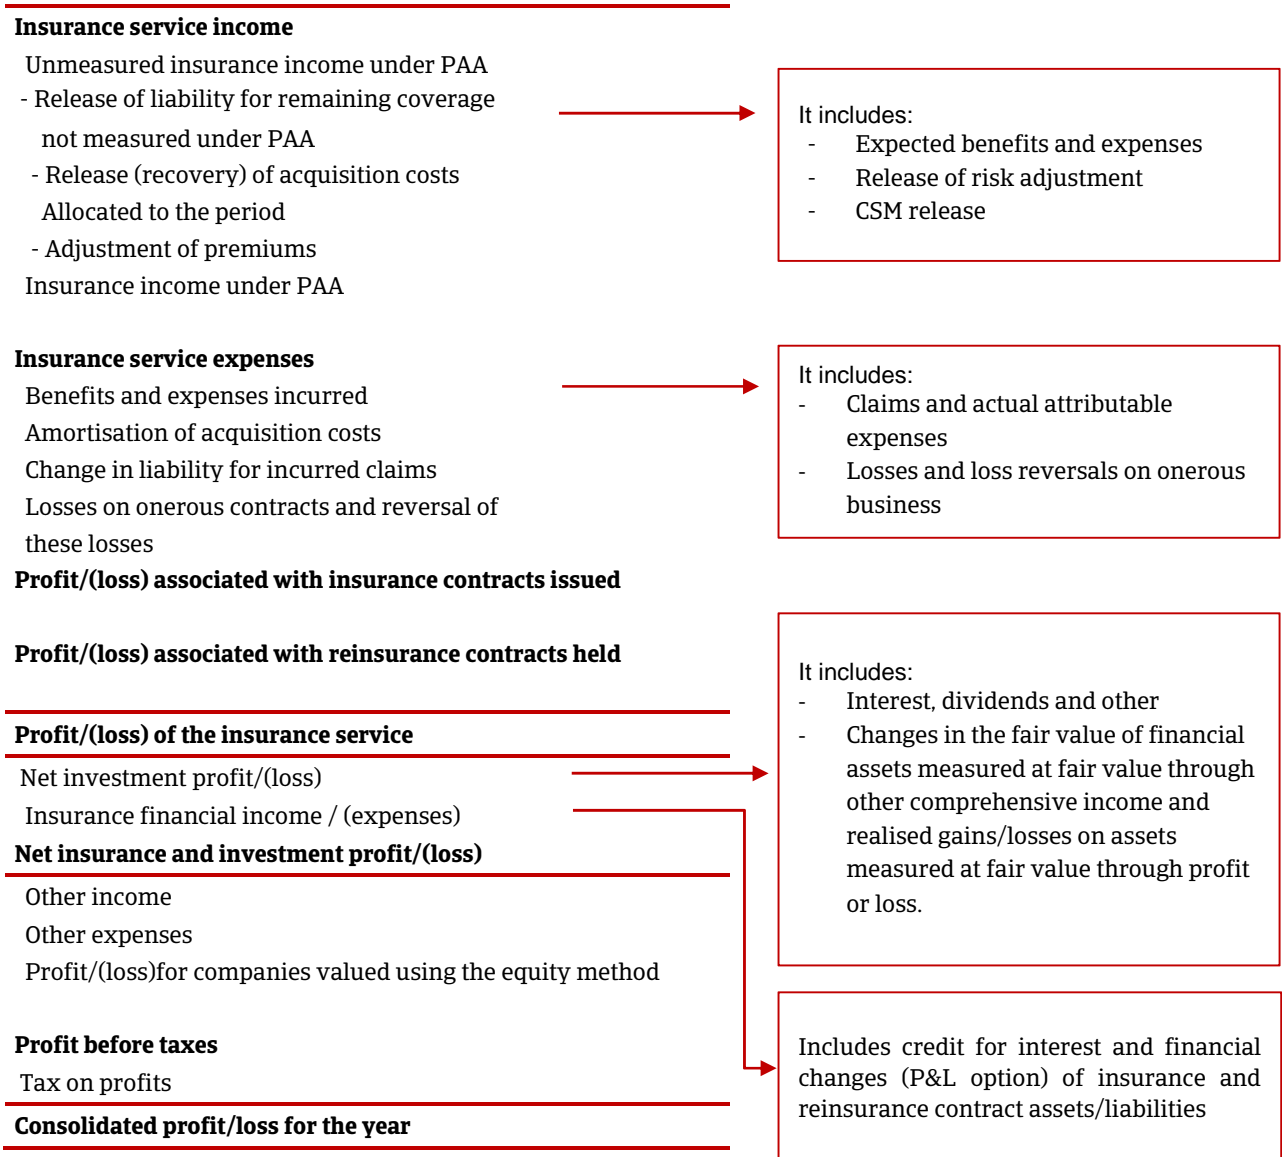 Insurance service income
Unmeasured insurance income under PAA
- Release of liability for remaining coverage
not measured under PAA
- Release (recovery) of acquisition costs
Allocated to the period
- Adjustment of premiums
Insurance income under PAA
It includes:
- Expected benefits and expenses
- Release of risk adjustment
- CSM release
Insurance service expenses
Benefits and expenses incurred
Amortisation of acquisition costs
Change in liability for incurred claims
Losses on onerous contracts and reversal of
these losses
It includes:
- Claims and actual attributable
expenses
- Losses and loss reversals on onerous
business
Profit/(loss) associated with insurance contracts issued
Profit/(loss) associated with reinsurance contracts held
Profit/(loss) of the insurance service
Net investment profit/(loss)
Insurance financial income / (expenses)
Net insurance and investment profit/(loss)
It includes:
- Interest, dividends and other
- Changes in the fair value of financial
assets measured at fair value through
other comprehensive income and
realised gains/losses on assets
measured at fair value through profit
or loss.
Other income
Other expenses
Profit/(loss)for companies valued using the equity method
Profit before taxes
Tax on profits
Consolidated profit/loss for the year
Includes credit for interest and financial
changes (P&L option) of insurance and
reinsurance contract assets/liabilities